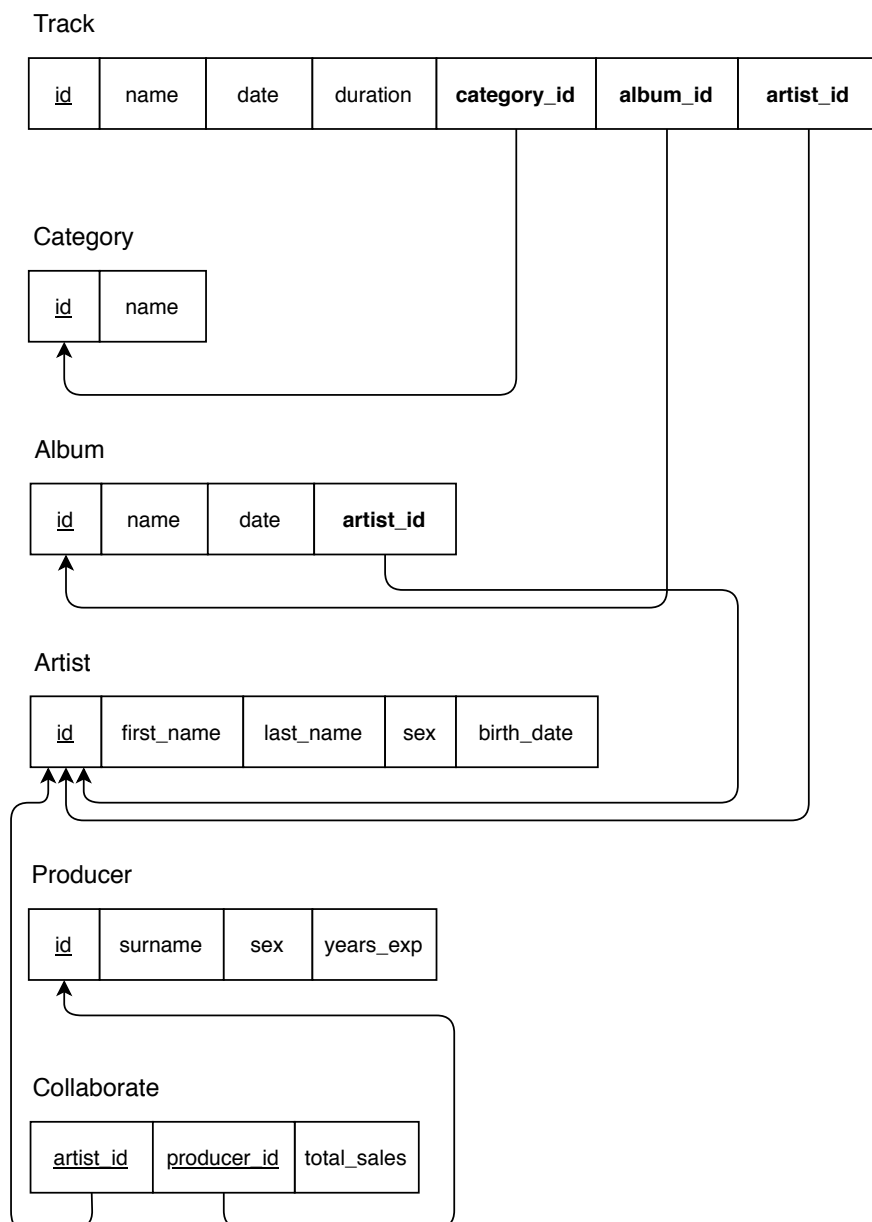 Track
id name date duration category_id album_id artist_id
Category
id name
Album
id name date artist_id
Artist
id first_name last_name sex birth_date
Producer
id surname sex years_exp
Collaborate
artist_id producer_id total_sales